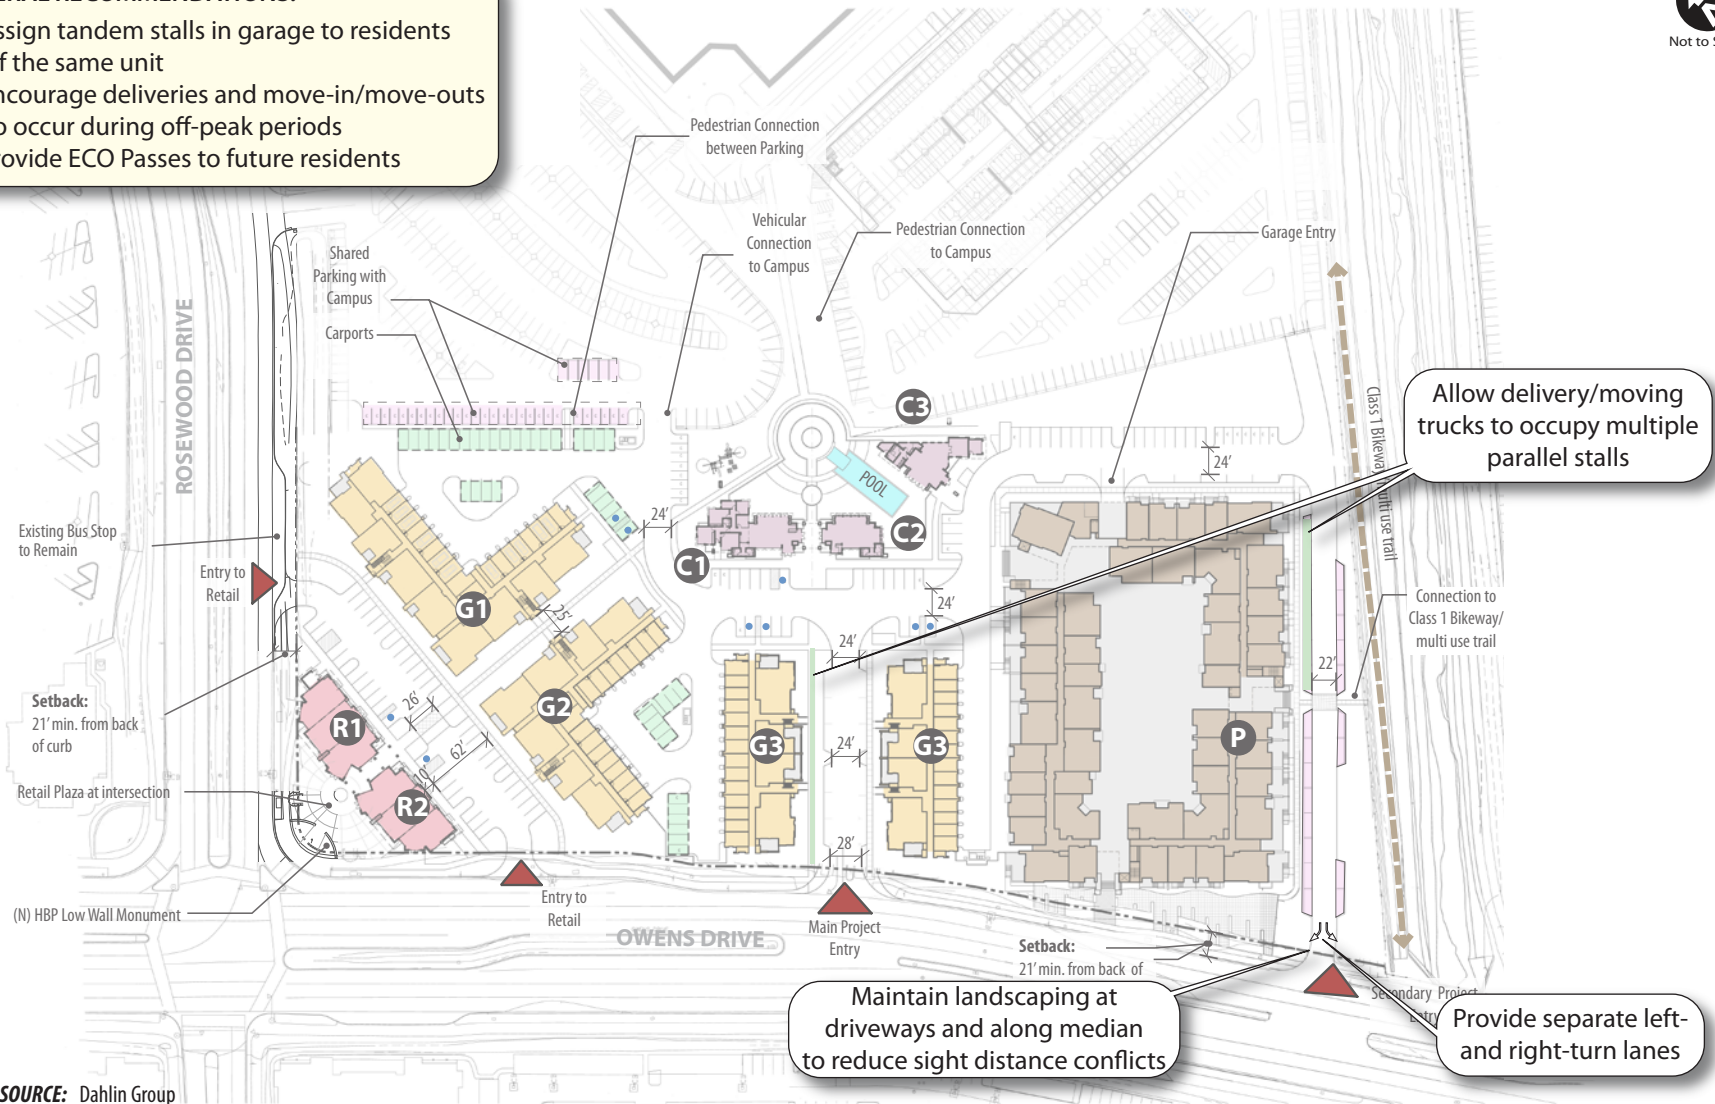 ssign tandem stalls in garage to residents
f the same unit
ncourage deliveries and move-in/move-outs
o occur during off-peak periods
rovide ECO Passes to future residents
Not to S
Pedestrian Connection
between Parking
Vehicular
Connection
to Campus
Pedestrian Connection
to Campus
Garage Entry
Shared
Parking with
Campus
Carports
ROSEWOOD DRIVE
Class 1 Bikeway
multi use trail
Allow delivery/moving
trucks to occupy multiple
parallel stalls
C3
24'
POOL
C2
24'
C1
Existing Bus Stop
to Remain
Entry to
Retail
G1
25'
24'
24'
Connection to
Class 1 Bikeway/
multi use trail
22'
Setback:
21' min. from back
of curb
R1
26'
62'
10'
G2
G3
24'
G3
P
Retail Plaza at intersection
R2
28'
(N) HBP Low Wall Monument
Entry to
Retail
OWENS DRIVE
Main Project
Entry
Setback:
21' min. from back of
Secondary Project
Entry
Maintain landscaping at
driveways and along median
to reduce sight distance conflicts
Provide separate left-
and right-turn lanes
SOURCE: Dahlin Group